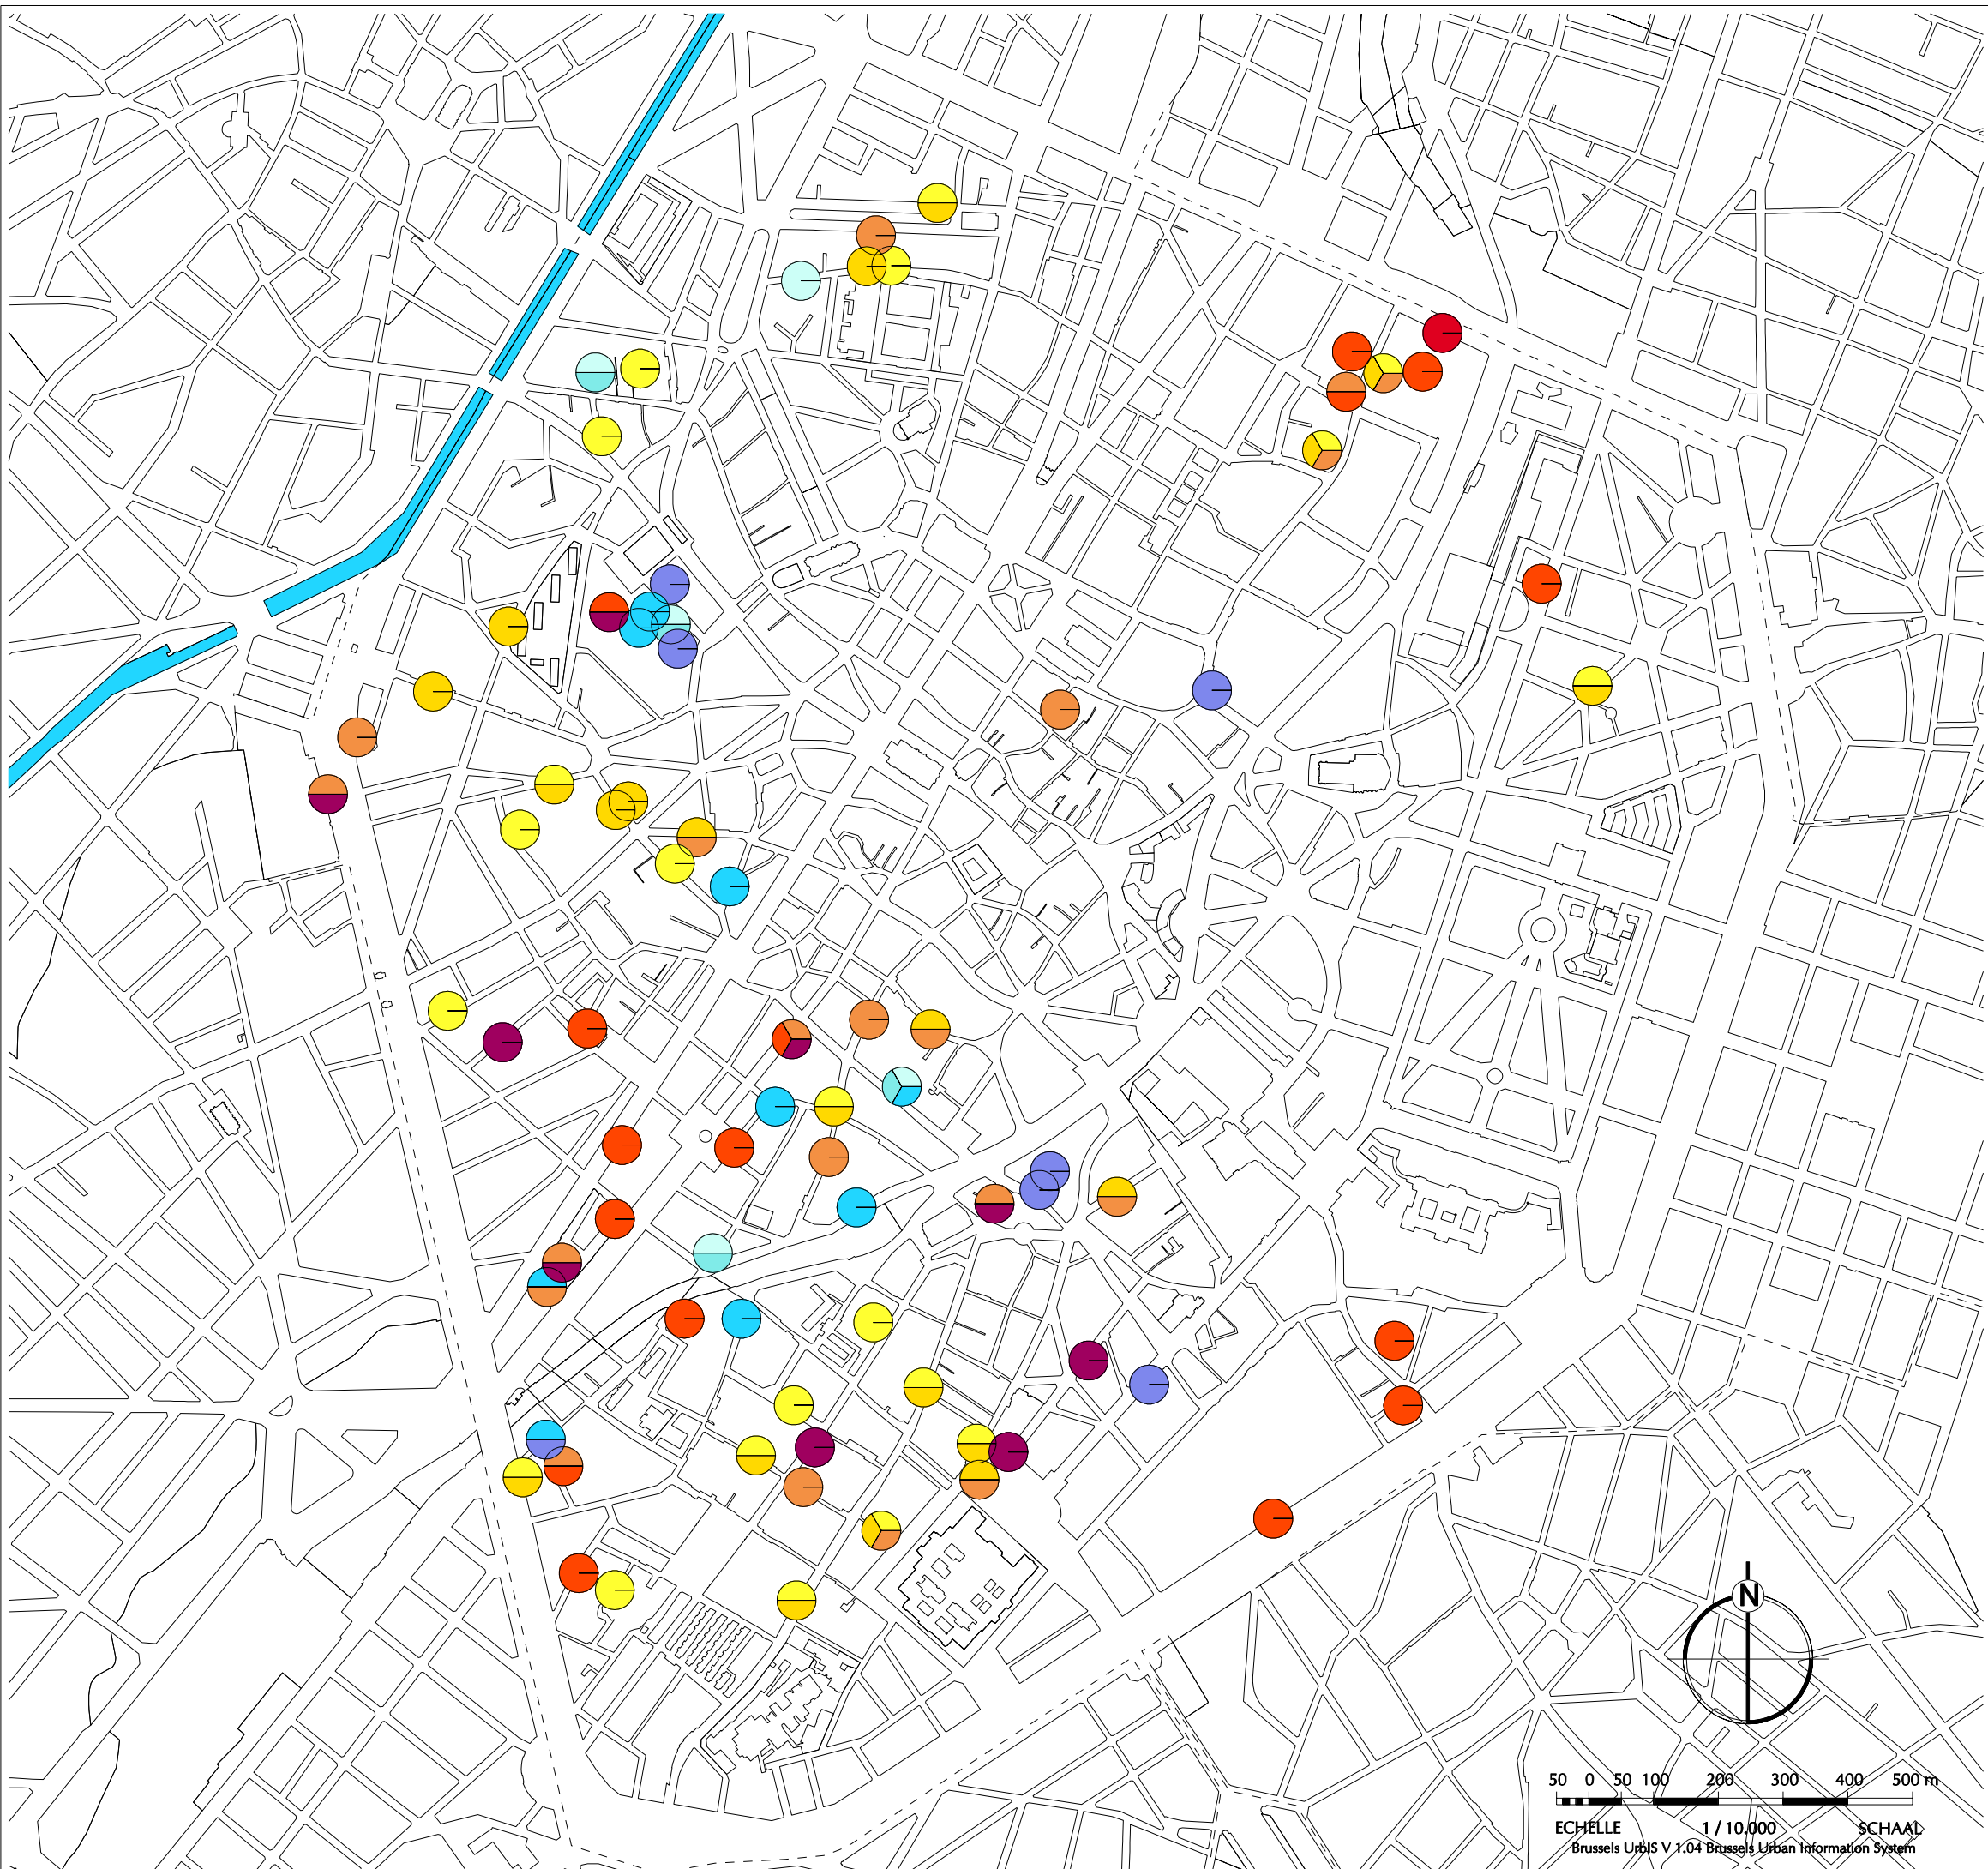 N
50 0 50 100 200 300 400 500 m
ECHELLE 1 / 10.000 SCHAAL
Brussels UrbIS V 1.04 Brussels Urban Information System